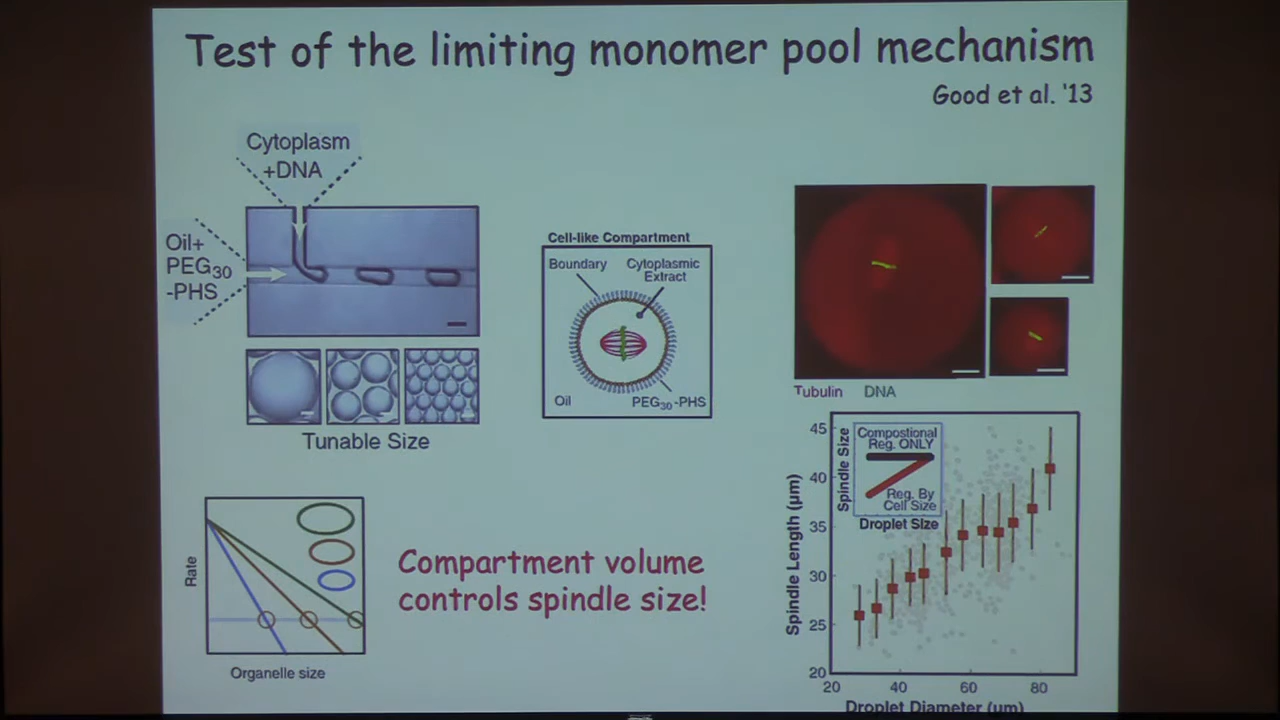 Test of the limiting monomer pool mechanism
Good et al. '13
Cytoplasm
+DNA
Oil+
PEG30
-PHS
Tunable Size
Cell-like Compartment
Boundary
Cytoplasmic
Extract
Oil
PEG30-PHS
Tubulin DNA
Rate
Organelle size
Compartment volume
controls spindle size!
Spindle Length (µm)
45
40
35
30
25
20
Spindle Size
Compostional
Reg. ONLY
Reg. By
Cell Size
Droplet Size
20 40 60 80
Droplet Diameter (µm)